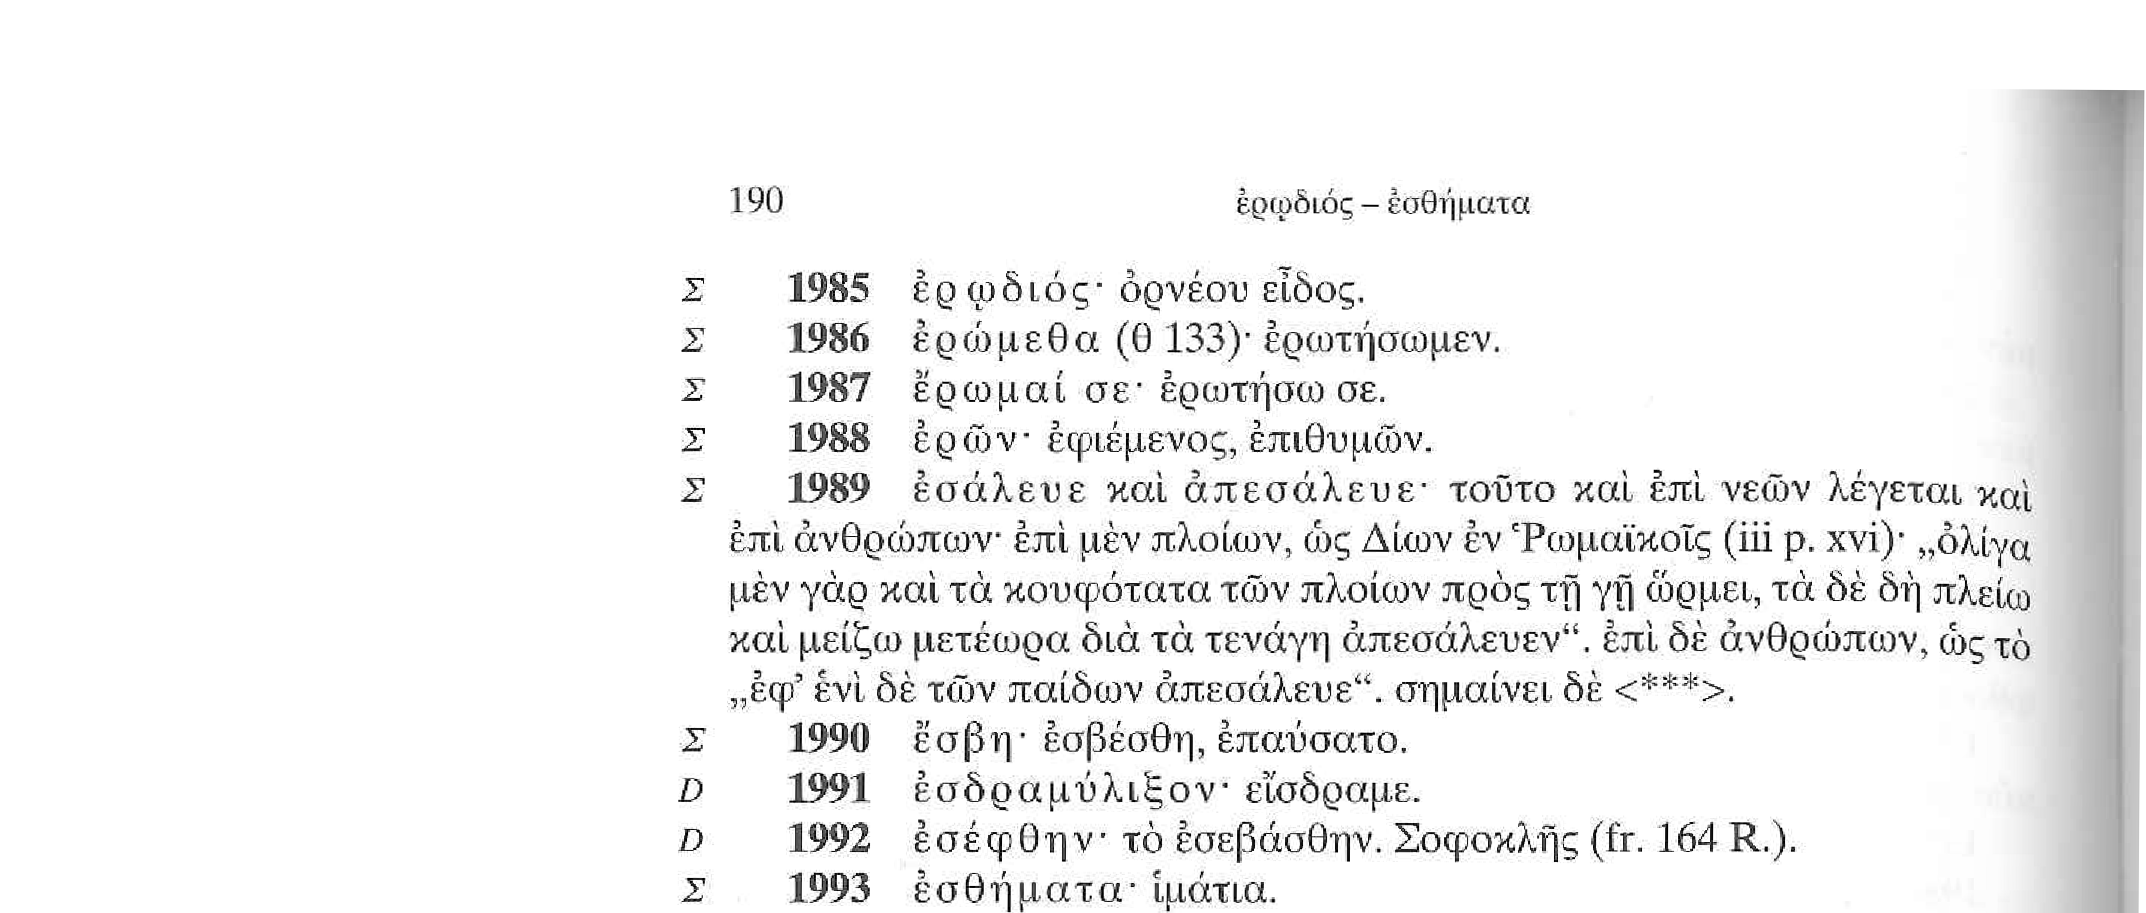 190 ἐρῳδιός – ἐσθήματα
Σ 1985 ἐρῳδιός· ὀρνέου εἶδος.
Σ 1986 ἐρώμεθα (θ 133)· ἐρωτήσωμεν.
Σ 1987 ἔρωμαί σε· ἐρωτήσω σε.
Σ 1988 ἐρῶν· ἐφιέμενος, ἐπιθυμῶν.
Σ 1989 ἐσάλευε καὶ ἀπεσάλευε· τοῦτο καὶ ἐπὶ νεῶν λέγεται καὶ
ἐπὶ ἀνθρώπων· ἐπὶ μὲν πλοίων, ὡς Δίων ἐν Ῥωμαϊκοῖς (iii p. xvi)· „ὀλίγα
μὲν γὰρ καὶ τὰ κουφότατα τῶν πλοίων πρὸς τῇ γῇ ὥρμει, τὰ δὲ δὴ πλείω
καὶ μείζω μετέωρα διὰ τὰ τενάγη ἀπεσάλευεν“. ἐπὶ δὲ ἀνθρώπων, ὡς τὸ
„ἐφ’ ἑνὶ δὲ τῶν παίδων ἀπεσάλευε“. σημαίνει δὲ <***>.
Σ 1990 ἔσβη· ἐσβέσθη, ἐπαύσατο.
D 1991 ἐσδραμύλιξον· εἴσδραμε.
D 1992 ἐσέφθην· τὸ ἐσεβάσθην. Σοφοκλῆς (fr. 164 R.).
Σ 1993 ἐσθήματα· ἱμάτια.